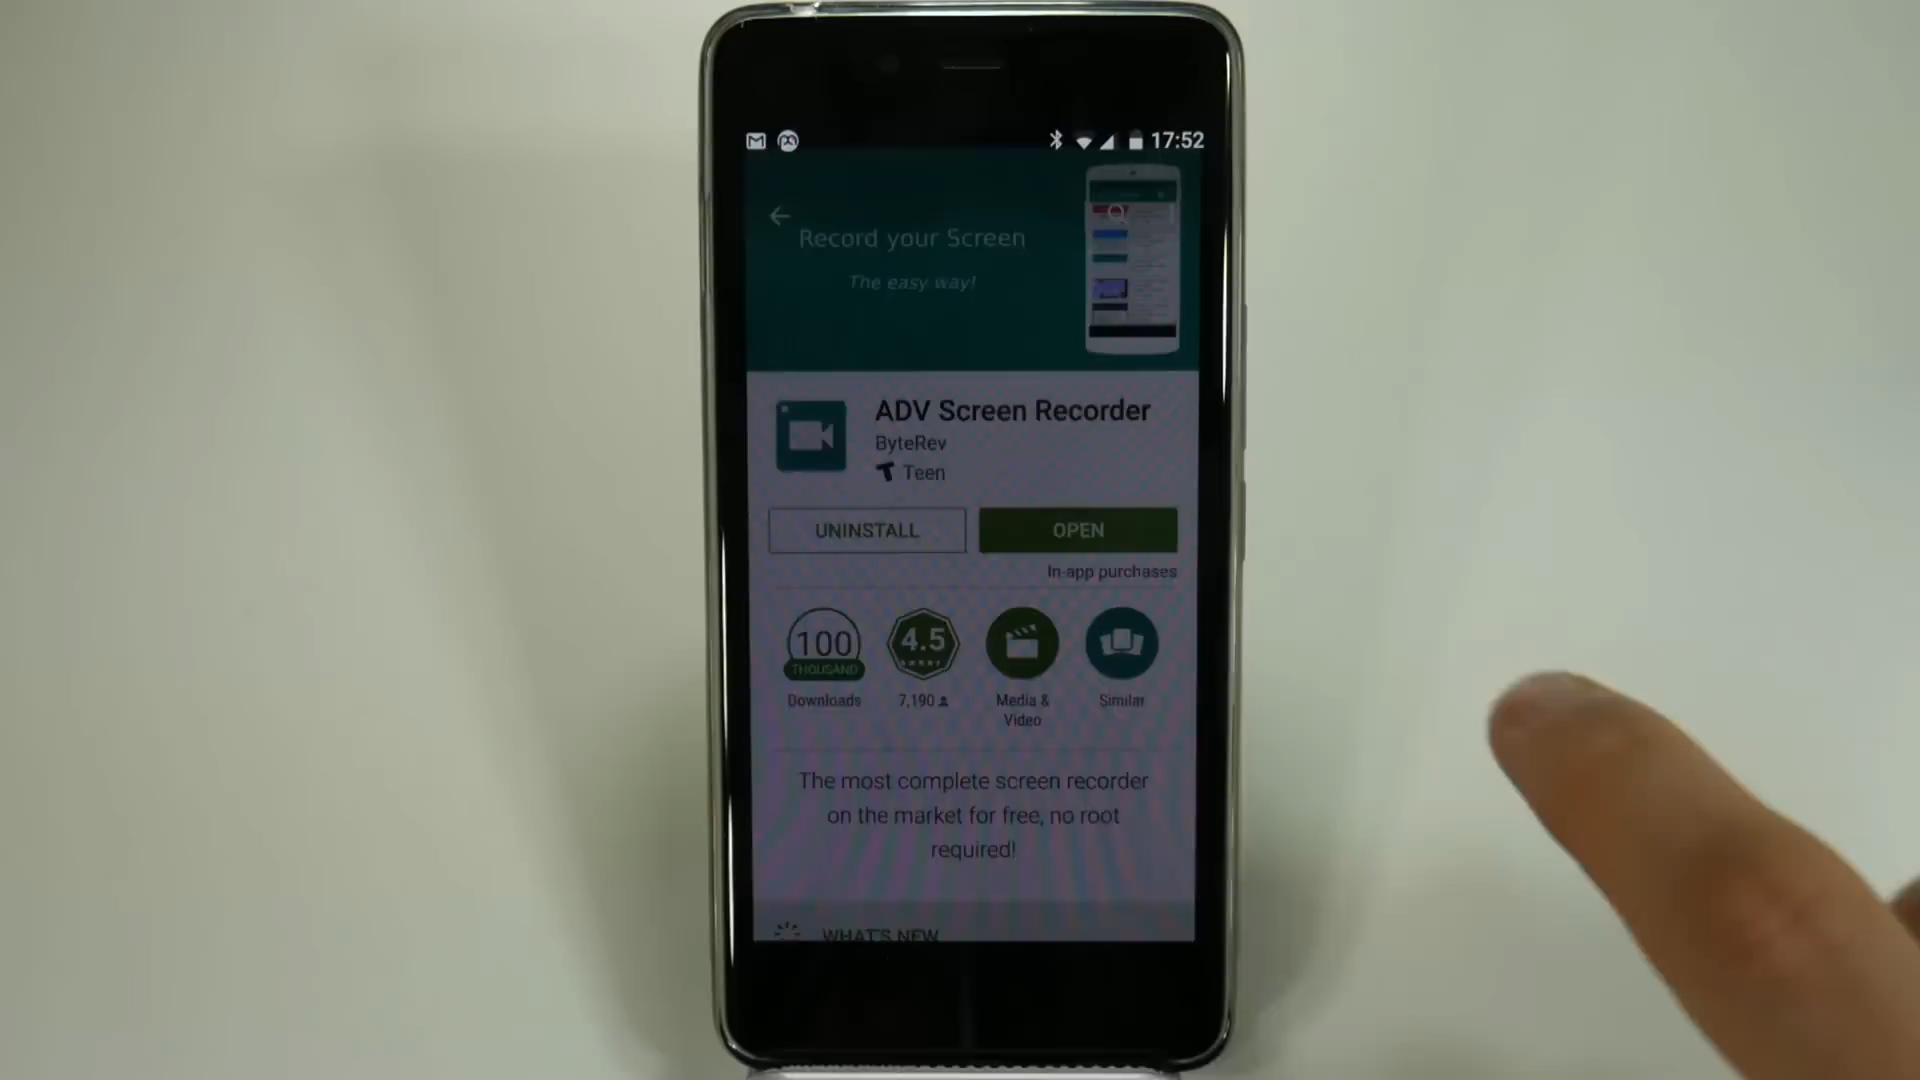 17:52
Record your Screen
The easy way!
ADV Screen Recorder
ByteRev
Teen
UNINSTALL
OPEN
In-app purchases
100
THOUSAND
4.5
Downloads
7,190
Media &
Video
Similar
The most complete screen recorder
on the market for free, no root
required!
WHAT'S NEW